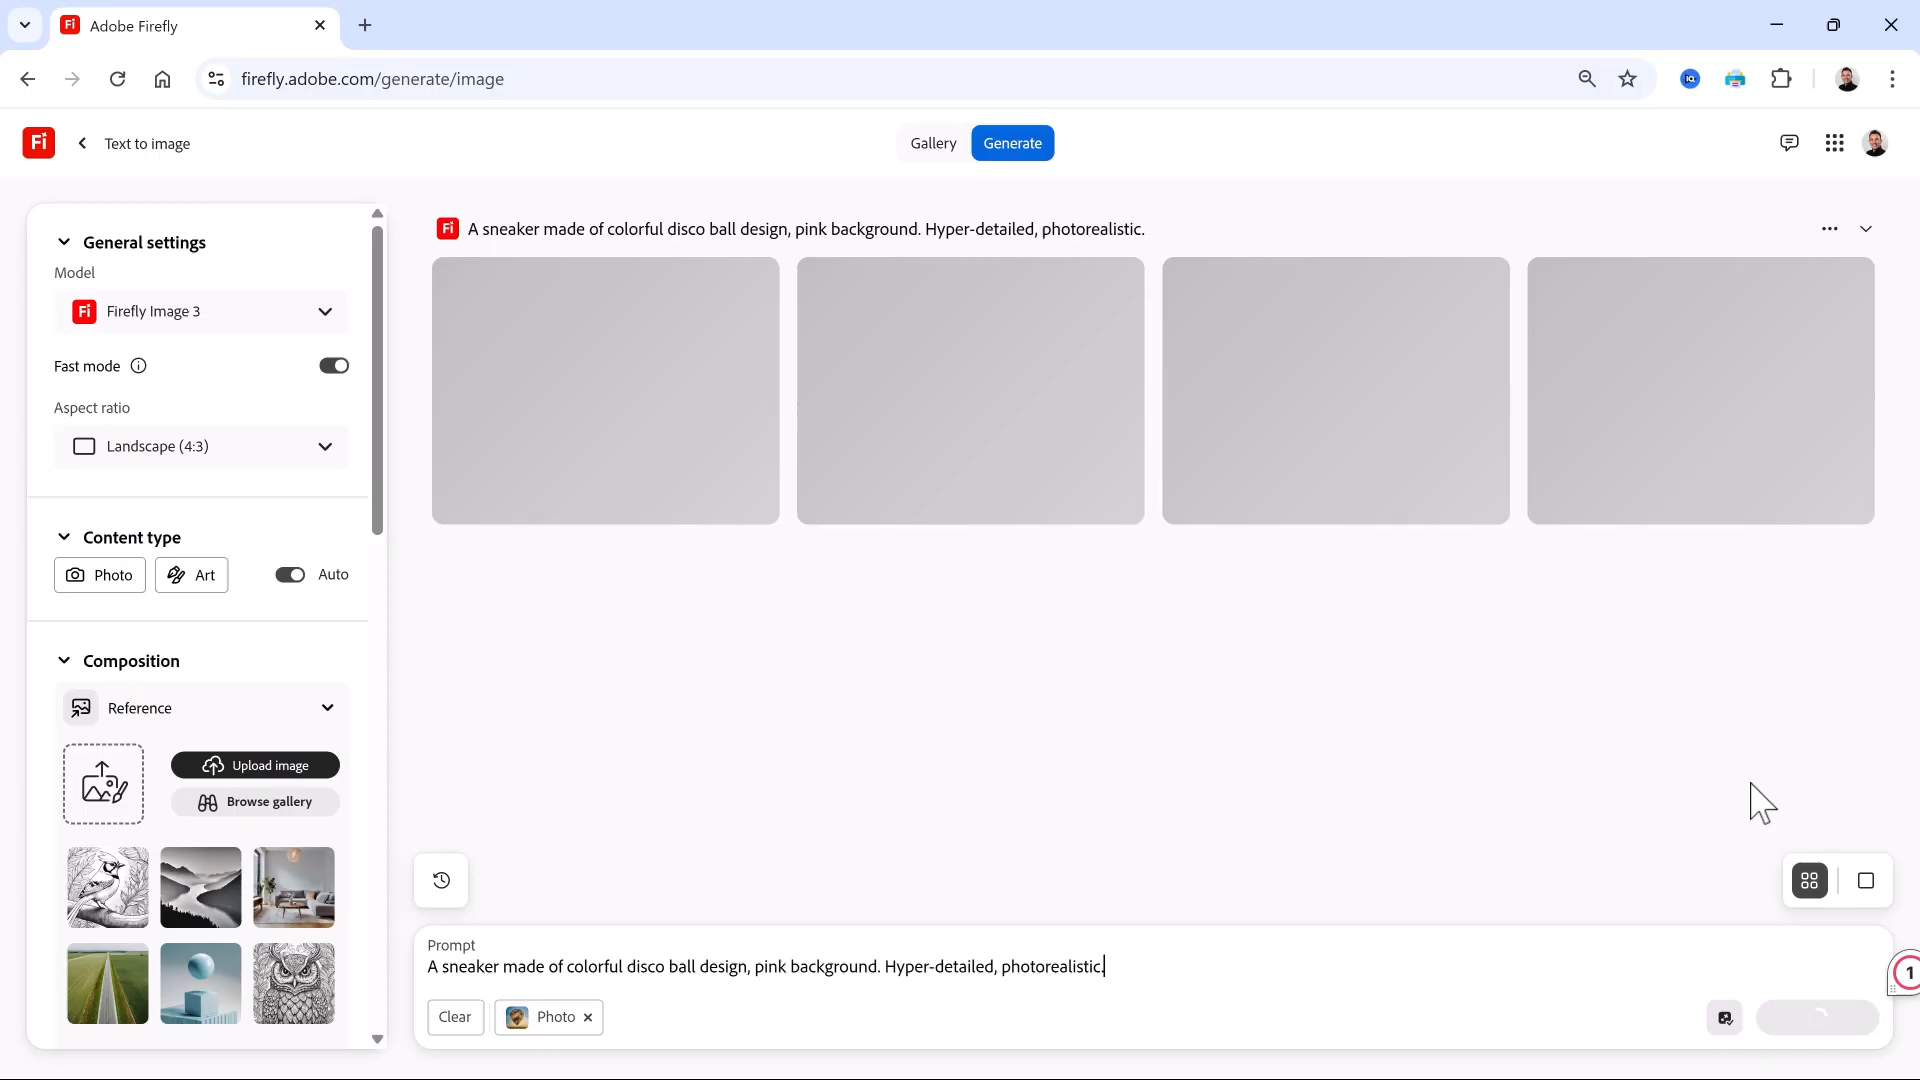 Fi
Adobe Firefly
firefly.adobe.com/generate/image
Fi
Text to image
Gallery
Generate
General settings
Model
Fi
Firefly Image 3
Fast mode
Aspect ratio
Landscape (4:3)
Content type
Photo
Art
Auto
Composition
Reference
Upload image
Browse gallery
Fi
A sneaker made of colorful disco ball design, pink background. Hyper-detailed, photorealistic.
Prompt
A sneaker made of colorful disco ball design, pink background. Hyper-detailed, photorealistic.
Clear
Photo
1